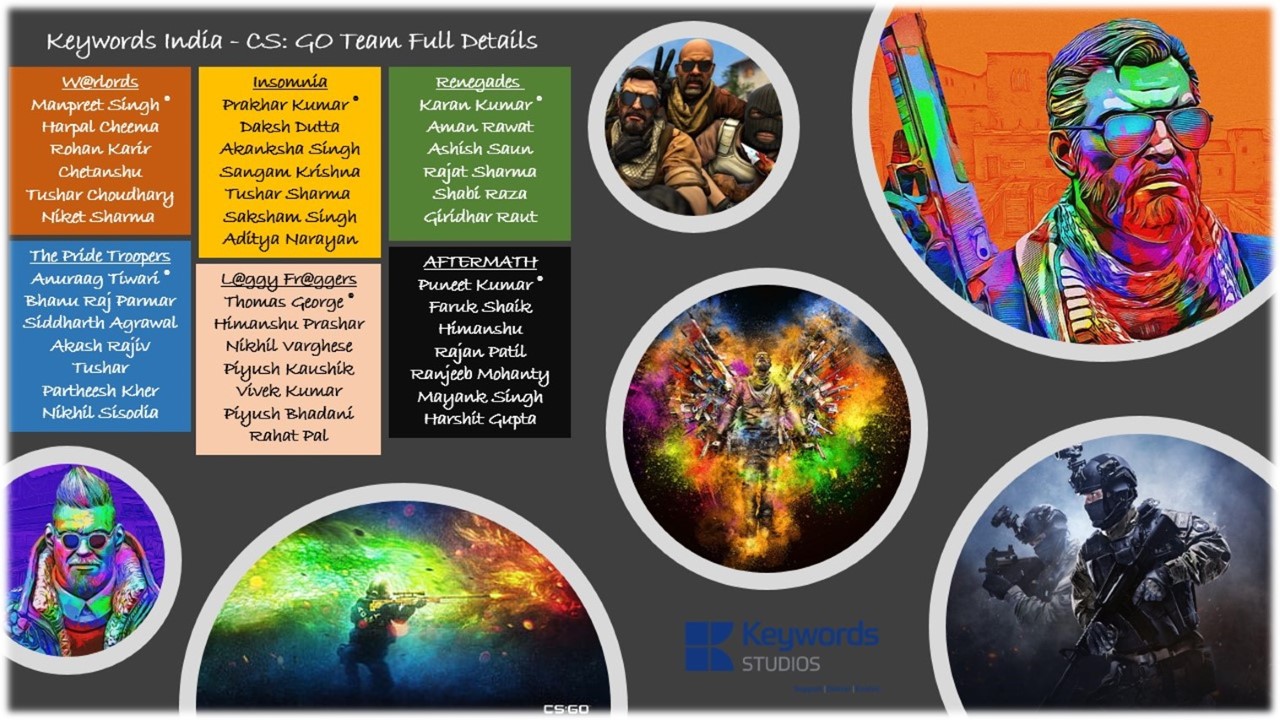 Keywords India - CS: GO Team Full Details
W@rlords
Manpreet Singh *
Harpal Cheema
Rohan Karir
Chetanshu
Tushar Choudhary
Niket Sharma
Insomnia
Prakhar Kumar *
Daksh Dutta
Akanksha Singh
Sangam Krishna
Tushar Sharma
Saksham Singh
Aditya Narayan
Renegades
Karan Kumar *
Aman Rawat
Ashish Saun
Rajat Sharma
Shabi Raza
Giridhar Raut
The Pride Troopers
Anuraag Tiwari *
Bhanu Raj Parmar
Siddharth Agrawal
Akash Rajiv
Tushar
Partheesh Kher
Nikhil Sisodia
L@ggy Fr@ggers
Thomas George *
Himanshu Prashar
Nikhil Varghese
Piyush Kaushik
Vivek Kumar
Piyush Bhadani
Rahat Pal
AFTERMATH
Puneet Kumar *
Faruk Shaik
Himanshu
Rajan Patil
Ranjeeb Mohanty
Mayank Singh
Harshit Gupta
Keywords
STUDIOS
CS:GO